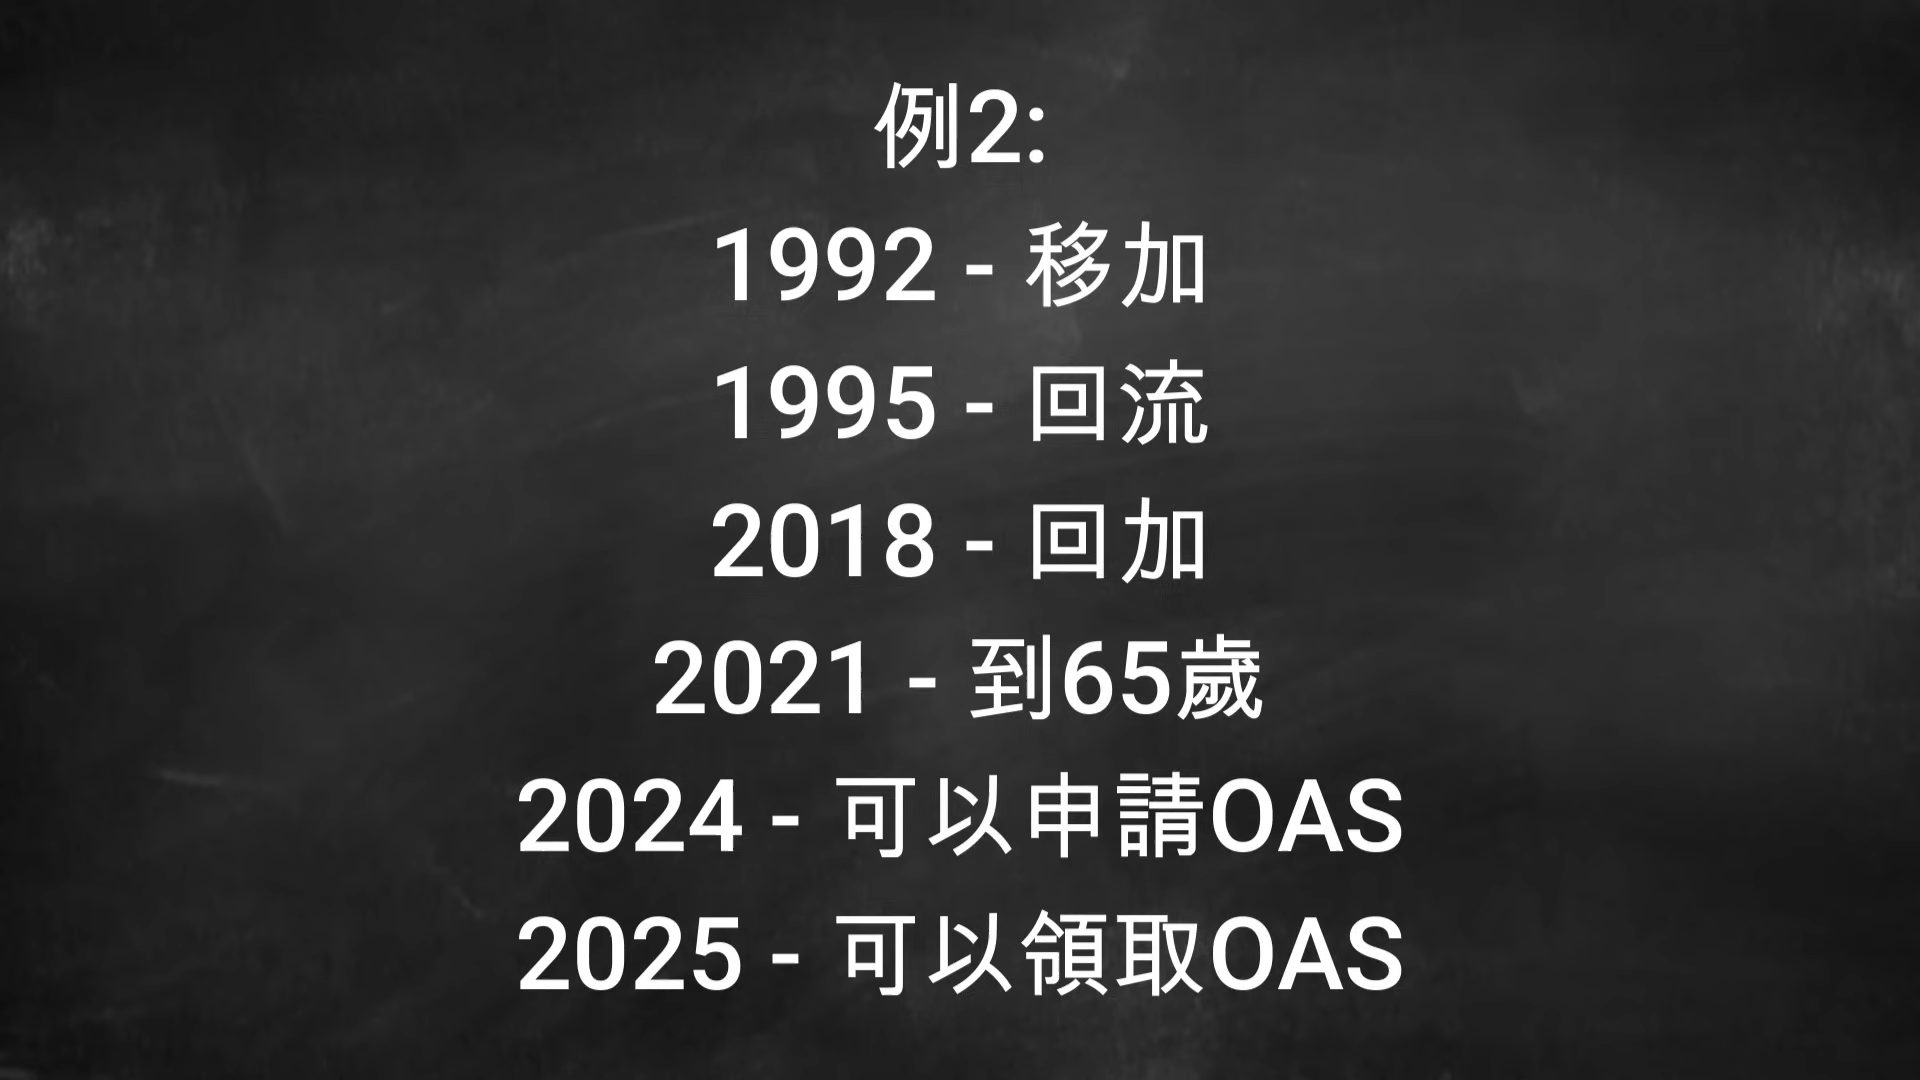 例2:
1992 - 移加
1995 - 回流
2018 - 回加
2021 - 到65歲
2024 - 可以申請OAS
2025 - 可以領取OAS